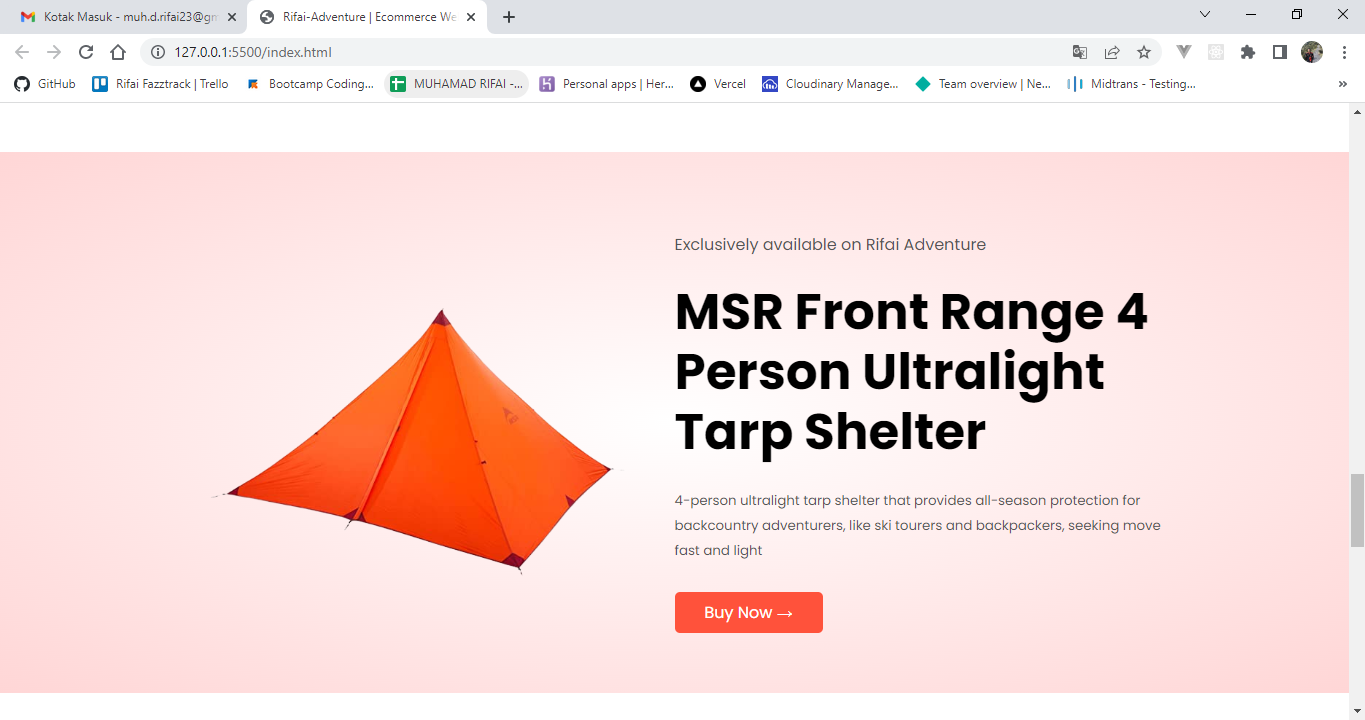 Kotak Masuk - muh.d.rifai23@gm
Rifai-Adventure | Ecommerce We
127.0.0.1:5500/index.html
GitHub
Rifai Fazztrack | Trello
Bootcamp Coding...
MUHAMAD RIFAI -...
Personal apps | Her...
Vercel
Cloudinary Manage...
Team overview | Ne...
Midtrans - Testing...
Exclusively available on Rifai Adventure
MSR Front Range 4
Person Ultralight
Tarp Shelter
4-person ultralight tarp shelter that provides all-season protection for
backcountry adventurers, like ski tourers and backpackers, seeking move
fast and light
Buy Now →